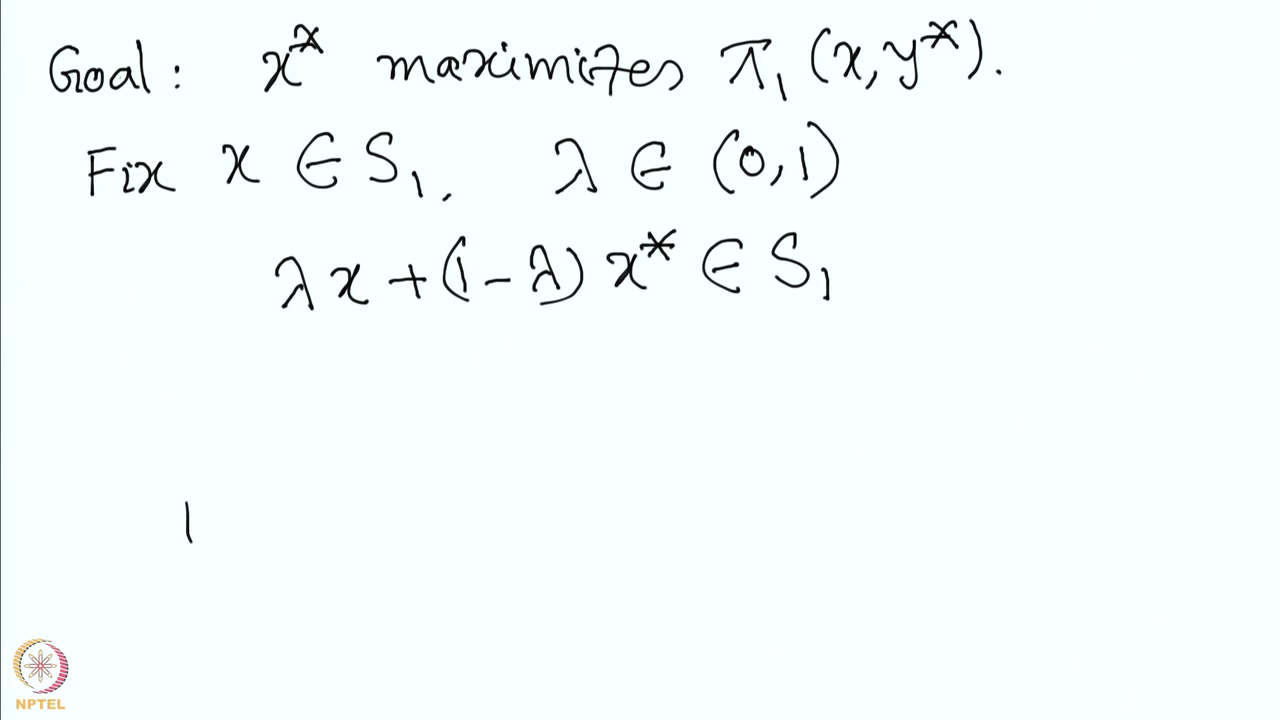 Goal: x* maximizes π₁ (x, y*).
Fix x ∈ S₁. λ ∈ (0, 1)
λx + (1 - λ) x* ∈ S₁
|
NPTEL